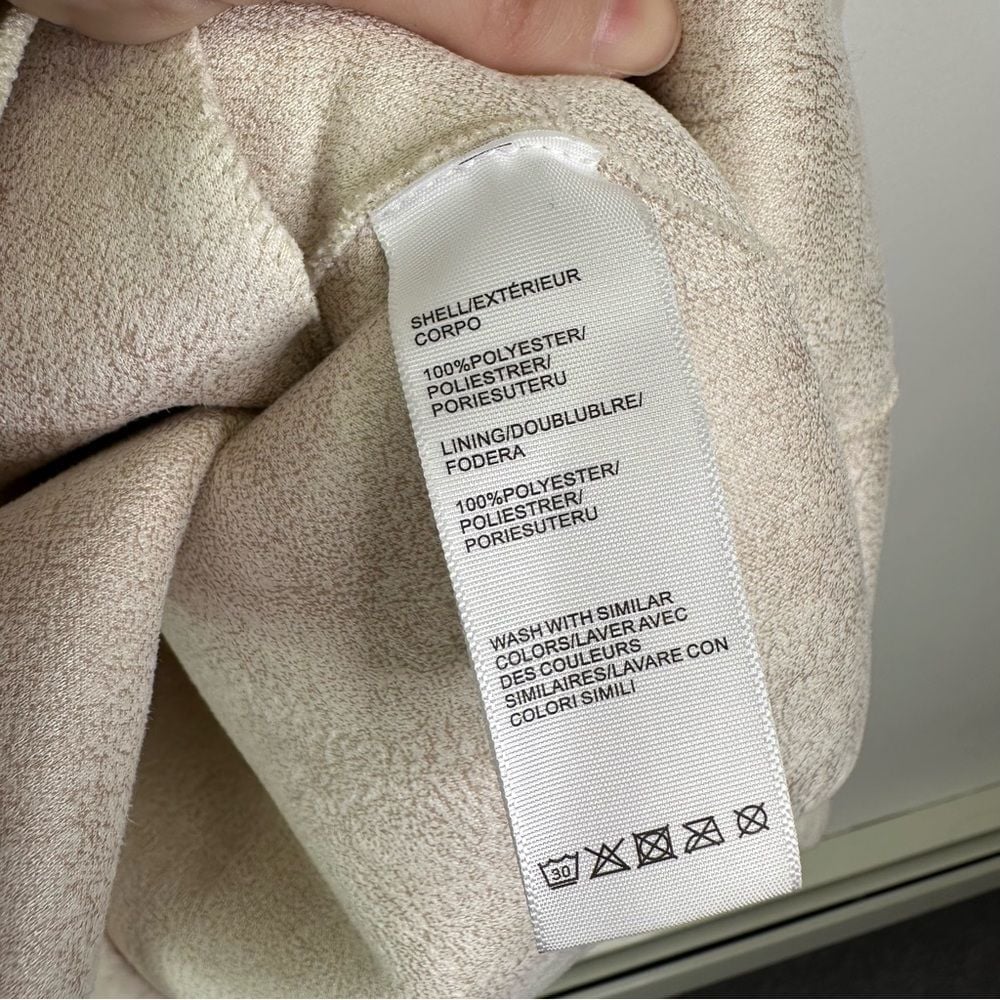 SHELL/EXTÉRIEUR
CORPO
100%POLYESTER/
POLIESTRER/
PORIESUTERU
LINING/DOUBLUBLRE/
FODERA
100%POLYESTER/
POLIESTRER/
PORIESUTERU
WASH WITH SIMILAR
COLORS/LAVER AVEC
DES COULEURS
SIMILAIRES/LAVARE CON
COLORI SIMILI
30